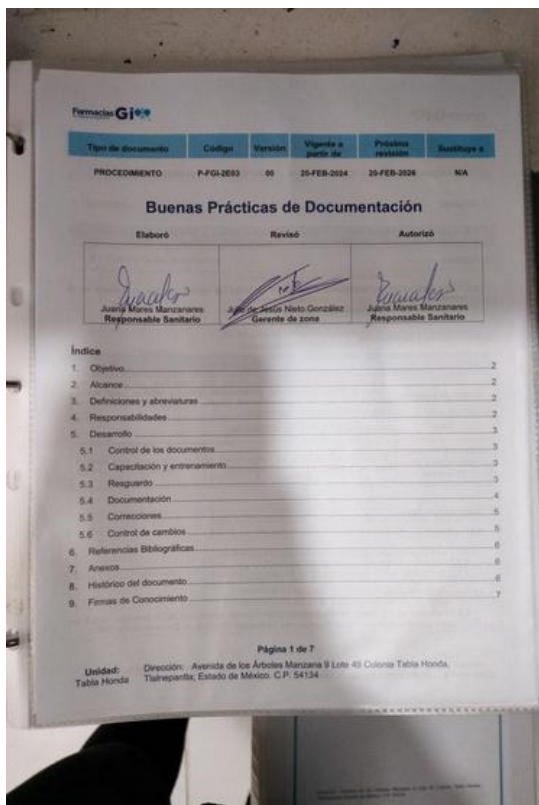 Farmacias Gi
Tipo de documento Código Versión Vigente a partir de Próxima revisión Sustituye a
PROCEDIMIENTO P-FGI-2E03 00 20-FEB-2024 20-FEB-2026 N/A
Buenas Prácticas de Documentación
Elaboró Revisó Autorizó
Juana Mares Manzanares Julio de Jesús Nieto González Juana Mares Manzanares
Responsable Sanitario Gerente de zona Responsable Sanitario
Índice
1. Objetivo 2
2. Alcance 2
3. Definiciones y abreviaturas 2
4. Responsabilidades 2
5. Desarrollo 3
5.1 Control de los documentos 3
5.2 Capacitación y entrenamiento 3
5.3 Resguardo 3
5.4 Documentación 4
5.5 Correcciones 5
5.6 Control de cambios 5
6. Referencias Bibliográficas 6
7. Anexos 6
8. Histórico del documento 6
9. Firmas de Conocimiento 7
Página 1 de 7
Unidad: Dirección: Avenida de los Árboles Manzana 9 Lote 49 Colonia Tabla Honda,
Tabla Honda Tlalnepantla, Estado de México. C.P. 54134